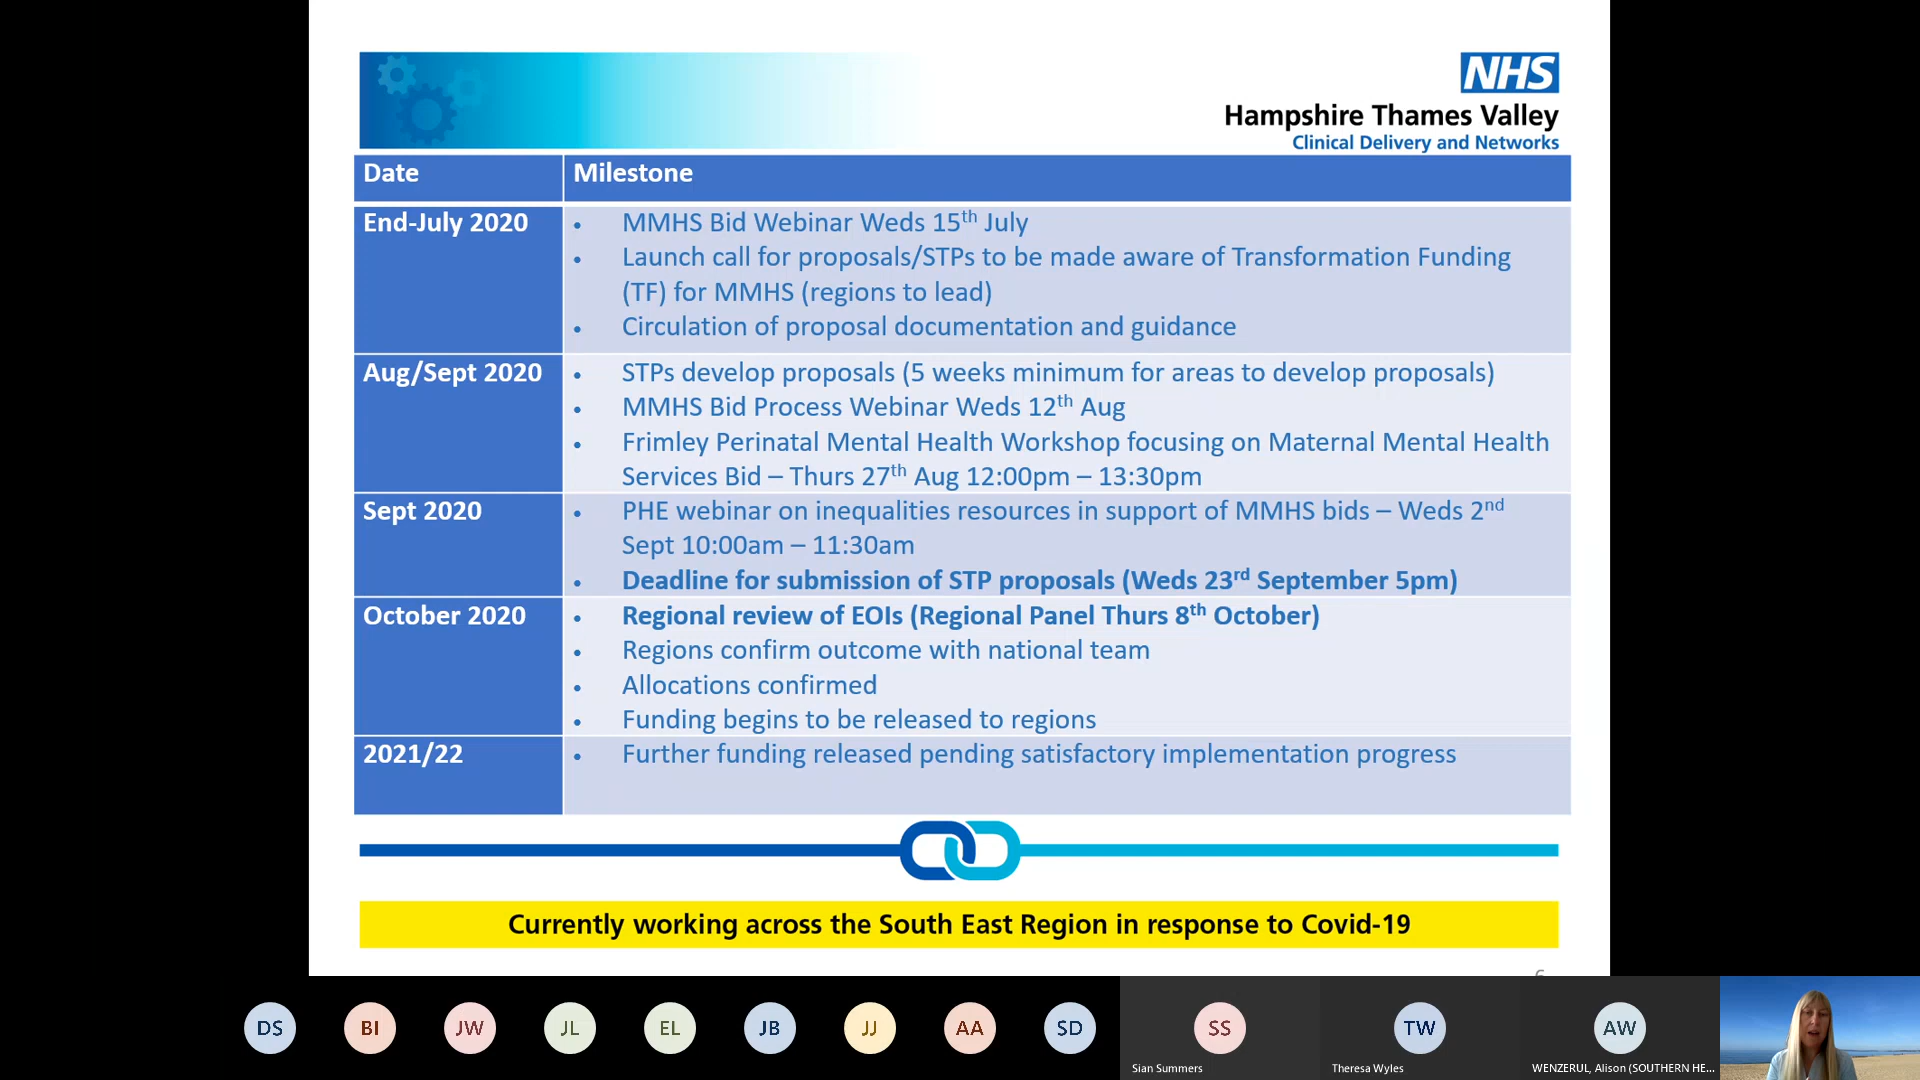 NHS
Hampshire Thames Valley
Clinical Delivery and Networks
Date
Milestone
End-July 2020
• MMHS Bid Webinar Weds 15th July
• Launch call for proposals/STPs to be made aware of Transformation Funding
(TF) for MMHS (regions to lead)
• Circulation of proposal documentation and guidance
Aug/Sept 2020
• STPs develop proposals (5 weeks minimum for areas to develop proposals)
• MMHS Bid Process Webinar Weds 12th Aug
• Frimley Perinatal Mental Health Workshop focusing on Maternal Mental Health
Services Bid – Thurs 27th Aug 12:00pm – 13:30pm
Sept 2020
• PHE webinar on inequalities resources in support of MMHS bids – Weds 2nd
Sept 10:00am – 11:30am
• Deadline for submission of STP proposals (Weds 23rd September 5pm)
October 2020
• Regional review of EOIs (Regional Panel Thurs 8th October)
• Regions confirm outcome with national team
• Allocations confirmed
• Funding begins to be released to regions
2021/22
• Further funding released pending satisfactory implementation progress
Currently working across the South East Region in response to Covid-19
DS
BI
JW
JL
EL
JB
JJ
AA
SD
SS
TW
AW
Sian Summers
Theresa Wyles
WENZERUL, Alison (SOUTHERN HE...